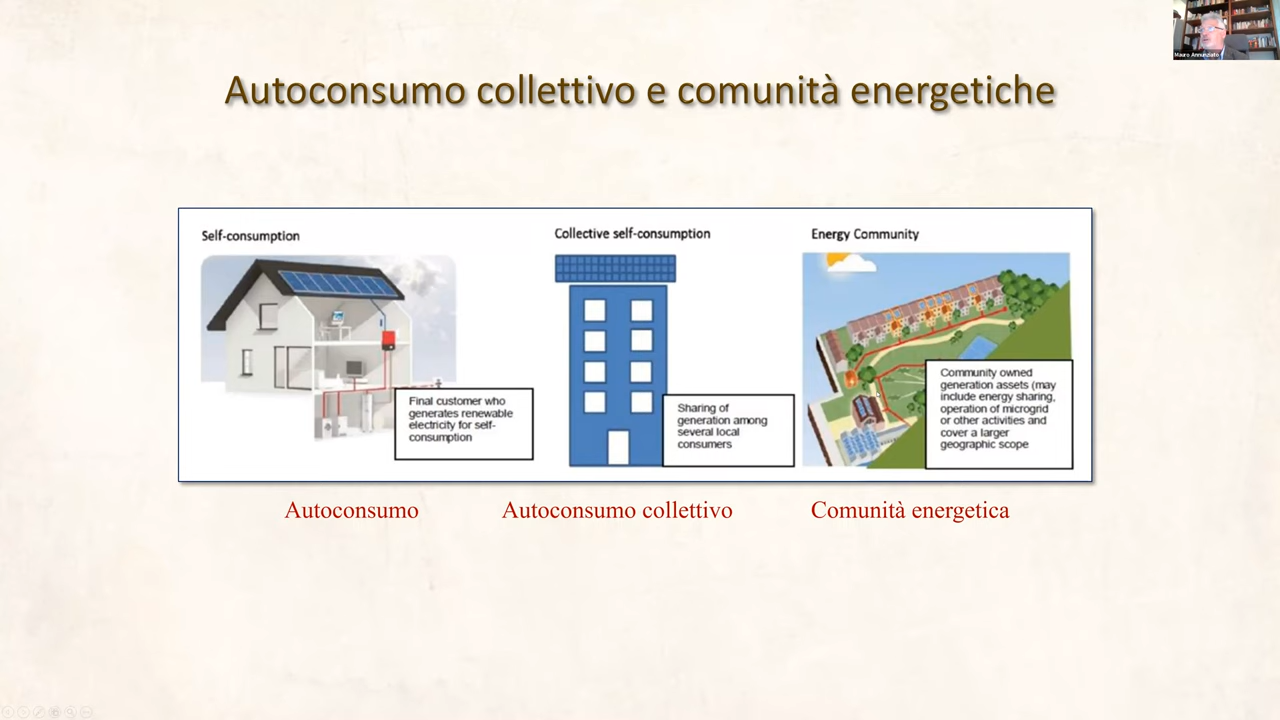 Mauro Annunziato
Autoconsumo collettivo e comunità energetiche
Self-consumption
Final customer who
generates renewable
electricity for self-
consumption
Collective self-consumption
Sharing of
generation among
several local
consumers
Energy Community
Community owned
generation assets (may
include energy sharing,
operation of microgrid
or other activities and
cover a larger
geographic scope
Autoconsumo
Autoconsumo collettivo
Comunità energetica